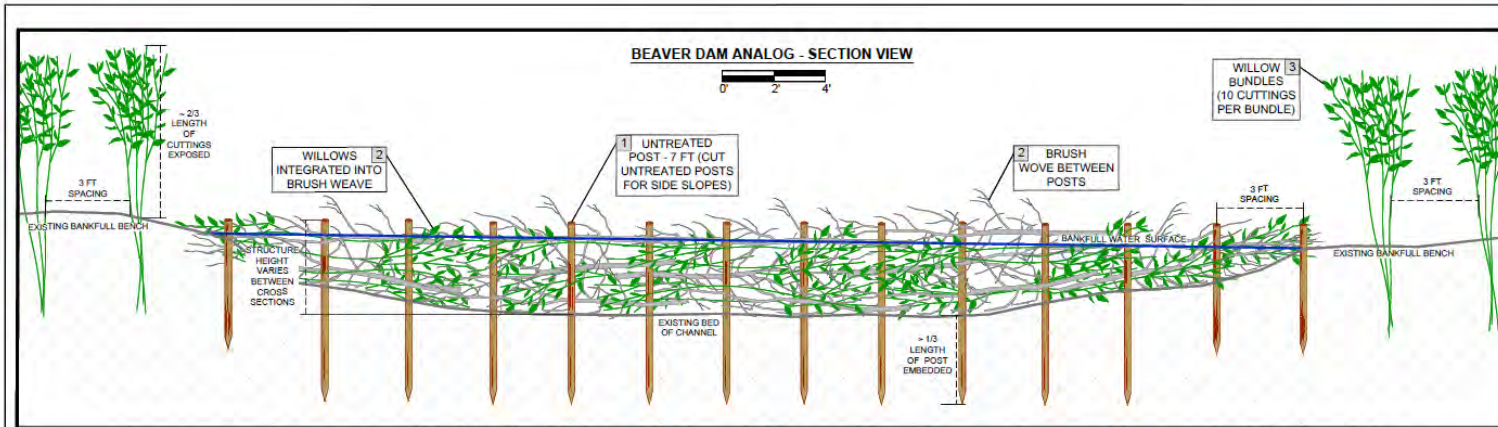 BEAVER DAM ANALOG - SECTION VIEW
0' 2' 4'
~ 2/3
LENGTH
OF
CUTTINGS
EXPOSED
3 FT
SPACING
EXISTING BANKFULL BENCH
WILLOWS 2
INTEGRATED INTO
BRUSH WEAVE
1 UNTREATED
POST - 7 FT (CUT
UNTREATED POSTS
FOR SIDE SLOPES)
2 BRUSH
WOVE BETWEEN
POSTS
WILLOW 3
BUNDLES
(10 CUTTINGS
PER BUNDLE)
3 FT
SPACING
3 FT
SPACING
STRUCTURE
HEIGHT
VARIES
BETWEEN
CROSS
SECTIONS
BANKFULL WATER SURFACE
EXISTING BANKFULL BENCH
EXISTING BED
OF CHANNEL
> 1/3
LENGTH
OF POST
EMBEDDED